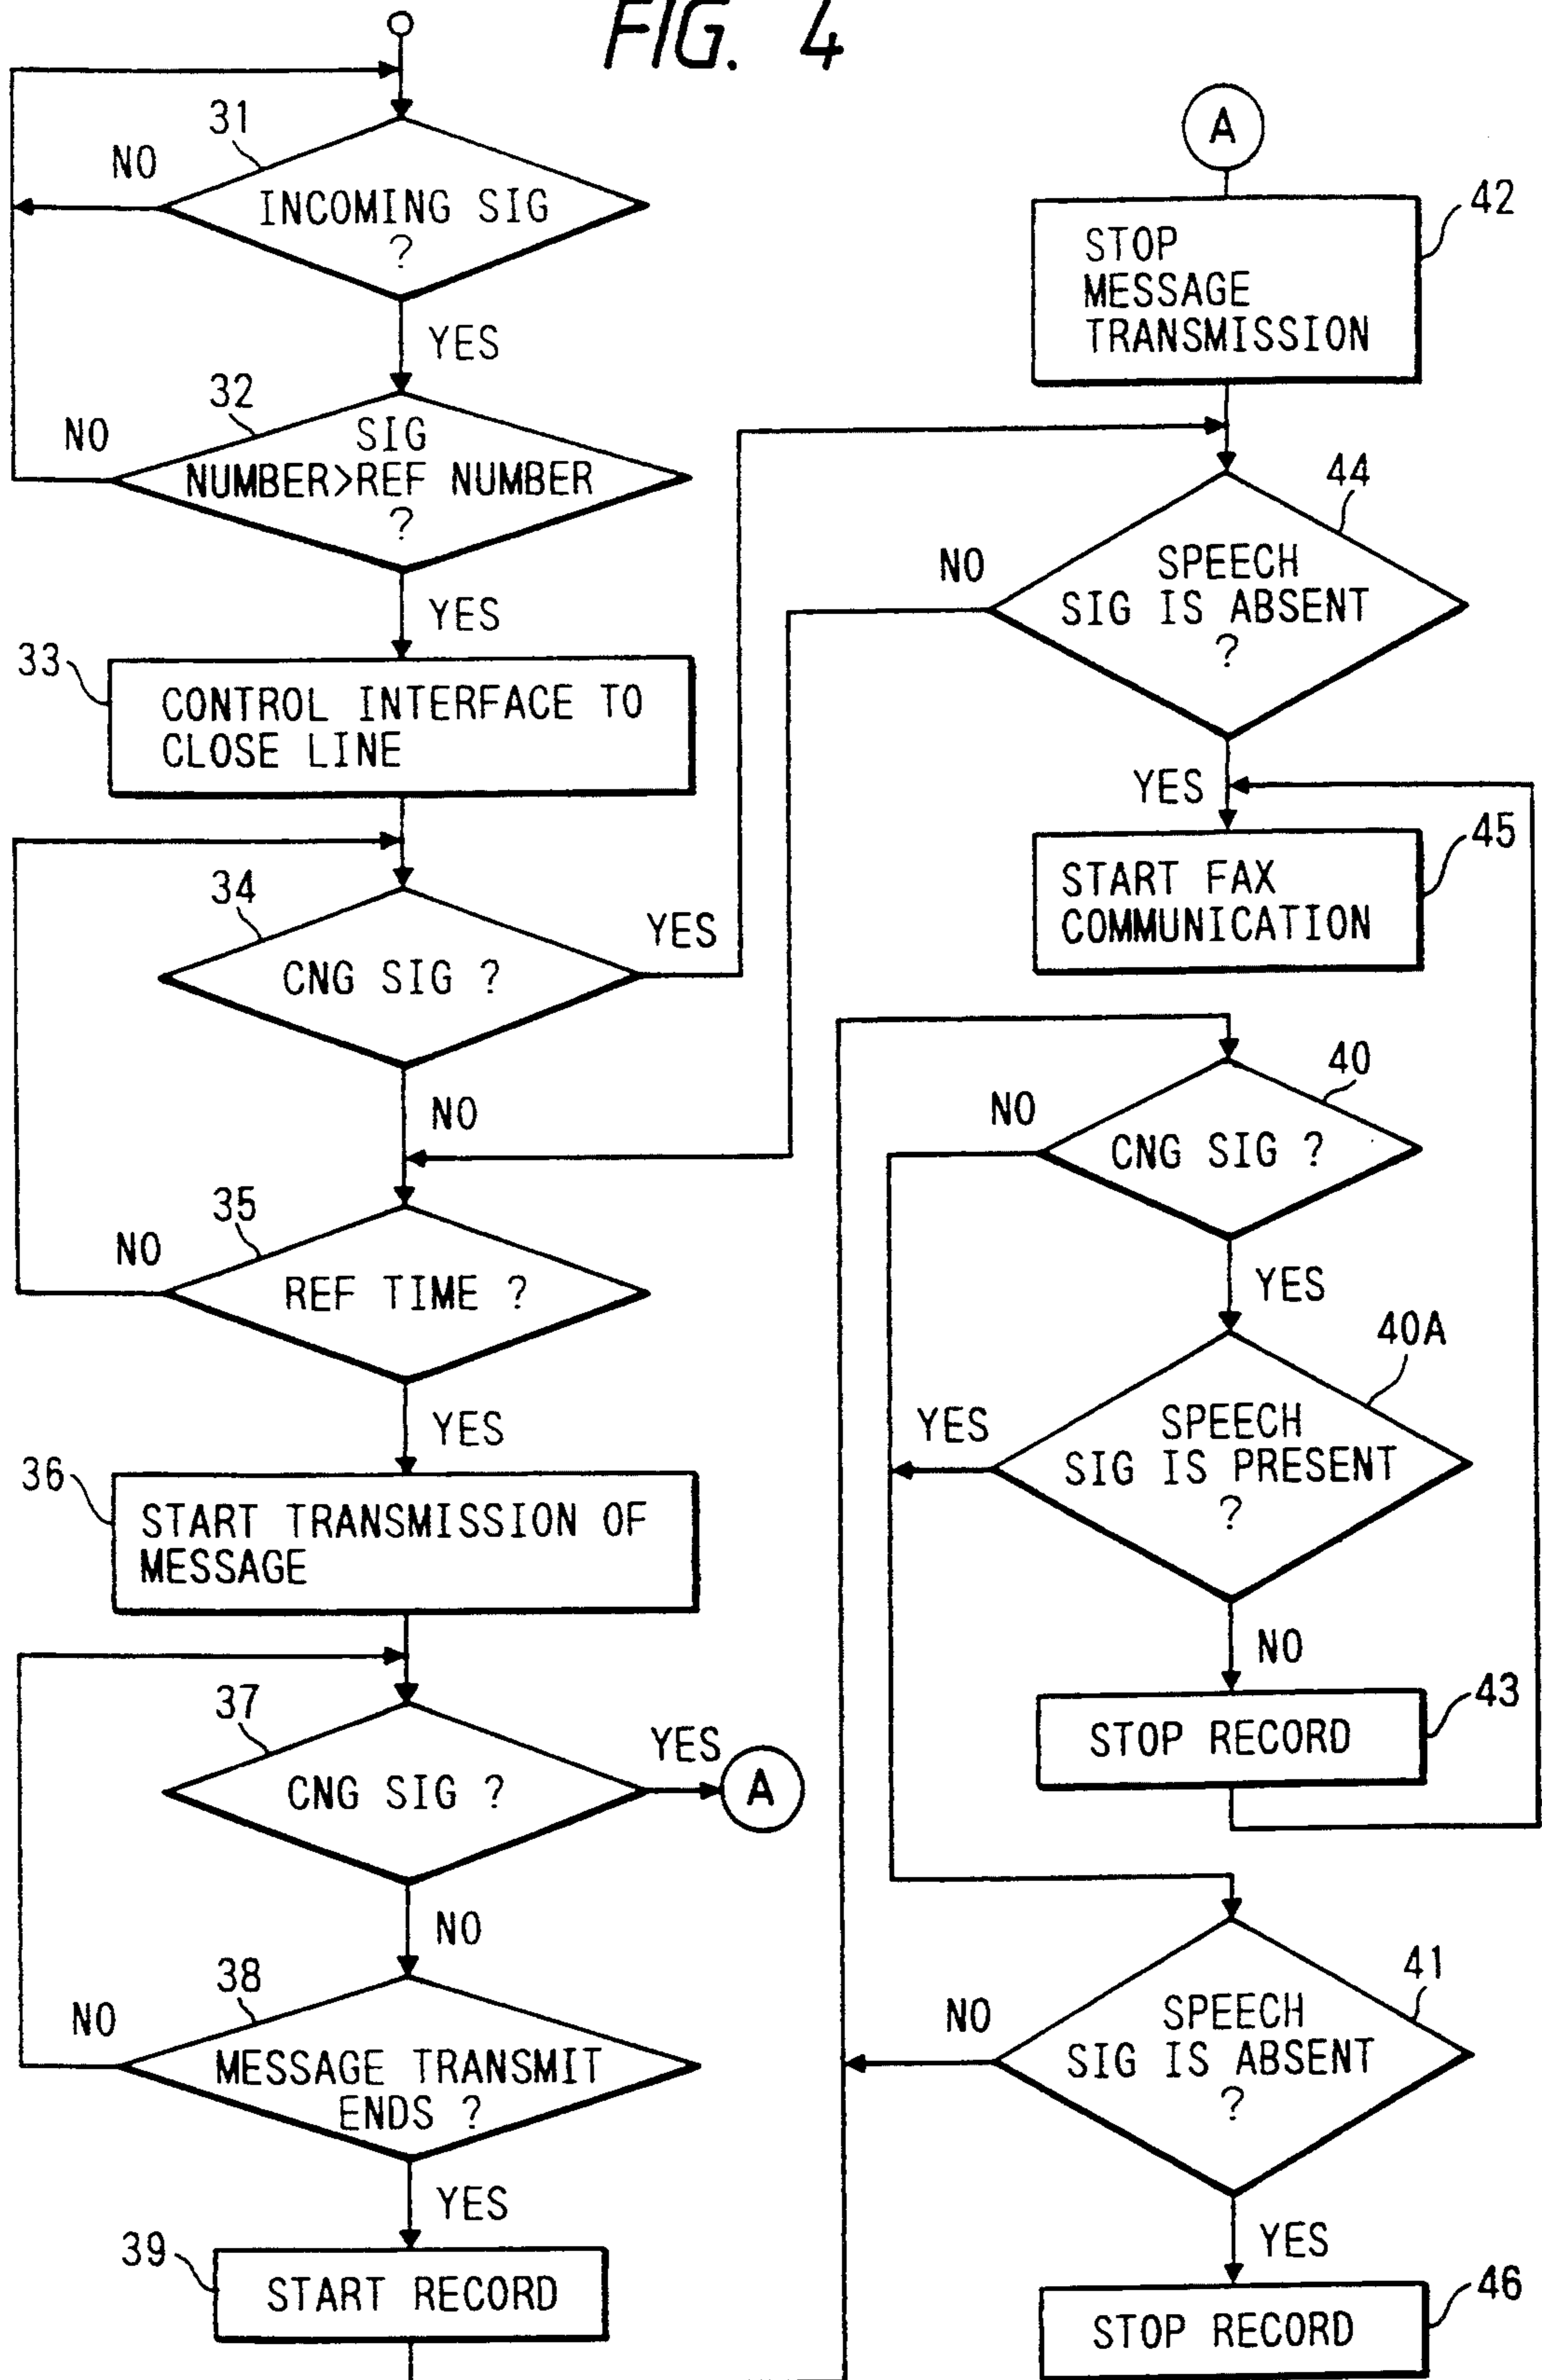 FIG. 4
31
NO
INCOMING SIG
?
YES
32
NO
SIG
NUMBER>REF NUMBER
?
YES
33
CONTROL INTERFACE TO
CLOSE LINE
34
YES
CNG SIG ?
NO
35
NO
REF TIME ?
YES
36
START TRANSMISSION OF
MESSAGE
37
YES
CNG SIG ?
A
NO
38
NO
MESSAGE TRANSMIT
ENDS ?
YES
39
START RECORD
A
42
STOP
MESSAGE
TRANSMISSION
44
NO
SPEECH
SIG IS ABSENT
?
YES
45
START FAX
COMMUNICATION
40
NO
CNG SIG ?
YES
40A
YES
SPEECH
SIG IS PRESENT
?
NO
43
STOP RECORD
41
NO
SPEECH
SIG IS ABSENT
?
YES
46
STOP RECORD